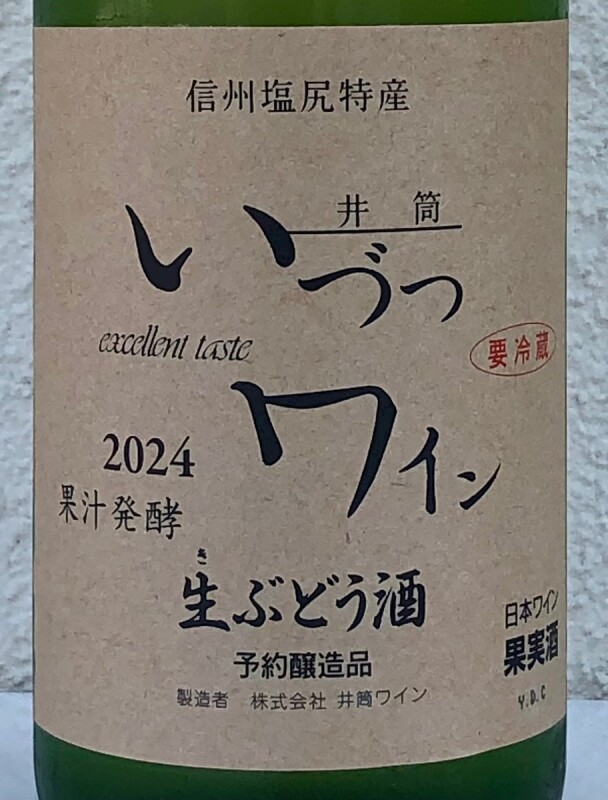 信州塩尻特産
井筒
いづつ
excellent taste
要冷蔵
ワイン
2024
果汁発酵
き
生ぶどう酒
予約醸造品
製造者 株式会社 井筒ワイン
日本ワイン
果実酒
Y.D.C